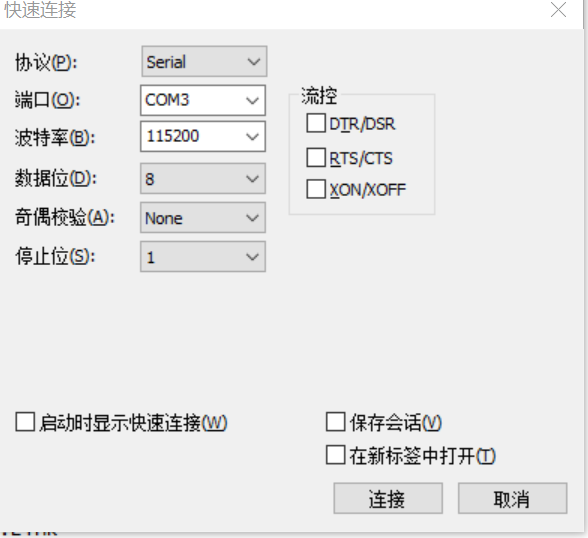 快速连接
协议(P): Serial
端口(O): COM3
波特率(B): 115200
数据位(D): 8
奇偶校验(A): None
停止位(S): 1
流控
DTR/DSR
RTS/CTS
XON/XOFF
启动时显示快速连接(W)
保存会话(V)
在新标签中打开(T)
连接 取消